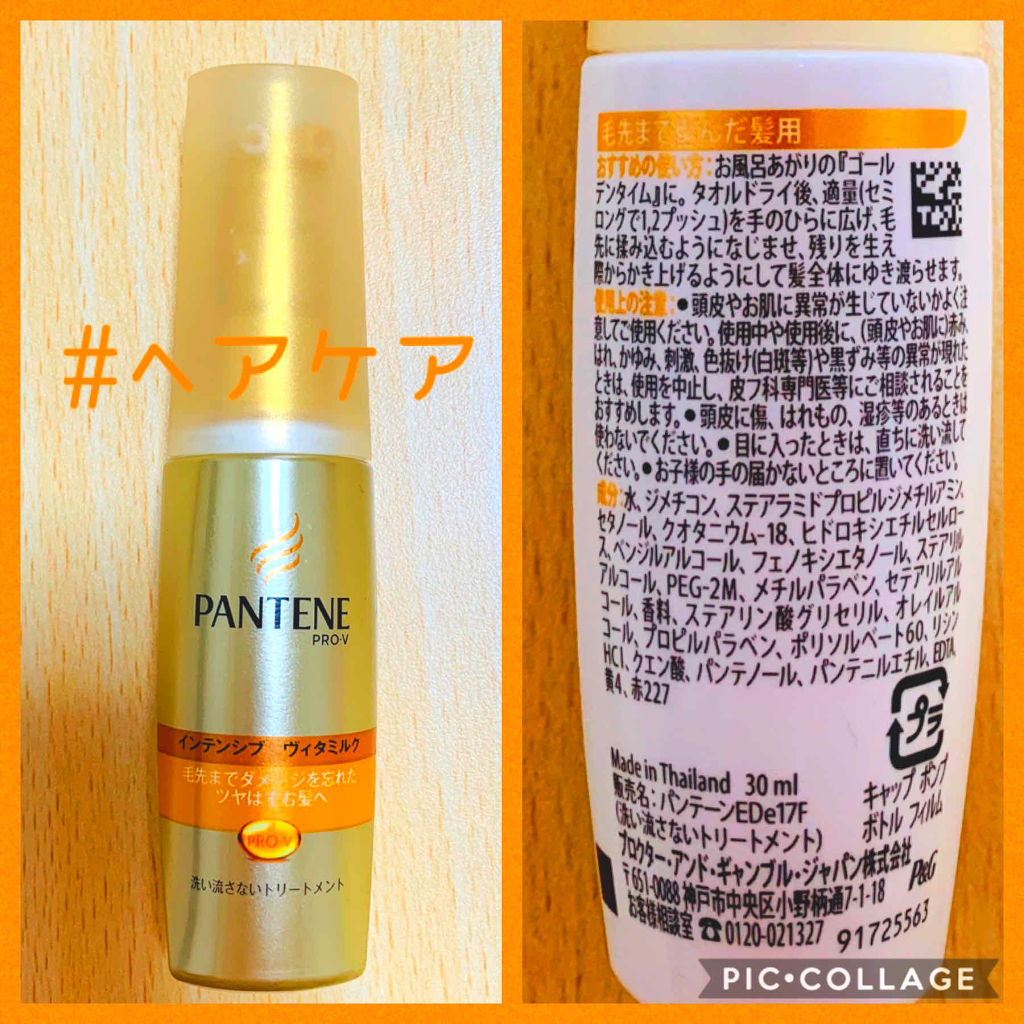 #ヘアケア
PANTENE
PRO-V
インテンシブ ヴィタミルク
毛先までダメージを忘れた
ツヤはずむ髪へ
PRO-V
洗い流さないトリートメント
毛先まで んだ髪用
おすすめの使い方:お風呂あがりの『ゴール
デンタイム』に。タオルドライ後、適量(セミ
ロングで1,2プッシュ)を手のひらに広げ、毛
先に揉み込むようになじませ、残りを生え
際からかき上げるようにして髪全体にゆき渡らせます。
使用上の注意:●頭皮やお肌に異常が生じていないかよく注
意してご使用ください。使用中や使用後に、(頭皮やお肌に)赤み、
はれ、かゆみ、刺激、色抜け(白斑等)や黒ずみ等の異常が現れた
ときは、使用を中止し、皮フ科専門医等にご相談されることを
おすすめします。●頭皮に傷、はれもの、湿疹等のあるときは
使わないでください。●目に入ったときは、直ちに洗い流して
ください。●お子様の手の届かないところに置いてください。
成分:水、ジメチコン、ステアラミドプロピルジメチルアミン、
セタノール、クオタニウム-18、ヒドロキシエチルセルロー
ス、ベンジルアルコール、フェノキシエタノール、ステアリル
アルコール、PEG-2M、メチルパラベン、セテアリルアル
コール、香料、ステアリン酸グリセリル、オレイルアル
コール、プロピルパラベン、ポリソルベート60、リシン
HCl、クエン酸、パンテノール、パンテニルエチル、EDTA、
黄4、赤227
プラ
キャップ ポンプ
ボトル フィルム
Made in Thailand 30 ml
販売名:パンテーンEDe17F
(洗い流さないトリートメント)
プロクター・アンド・ギャンブル・ジャパン株式会社
〒651-0088 神戸市中央区小野柄通7-1-18
P&G
お客様相談室 ☎0120-021327
91725563
PIC•COLLAGE